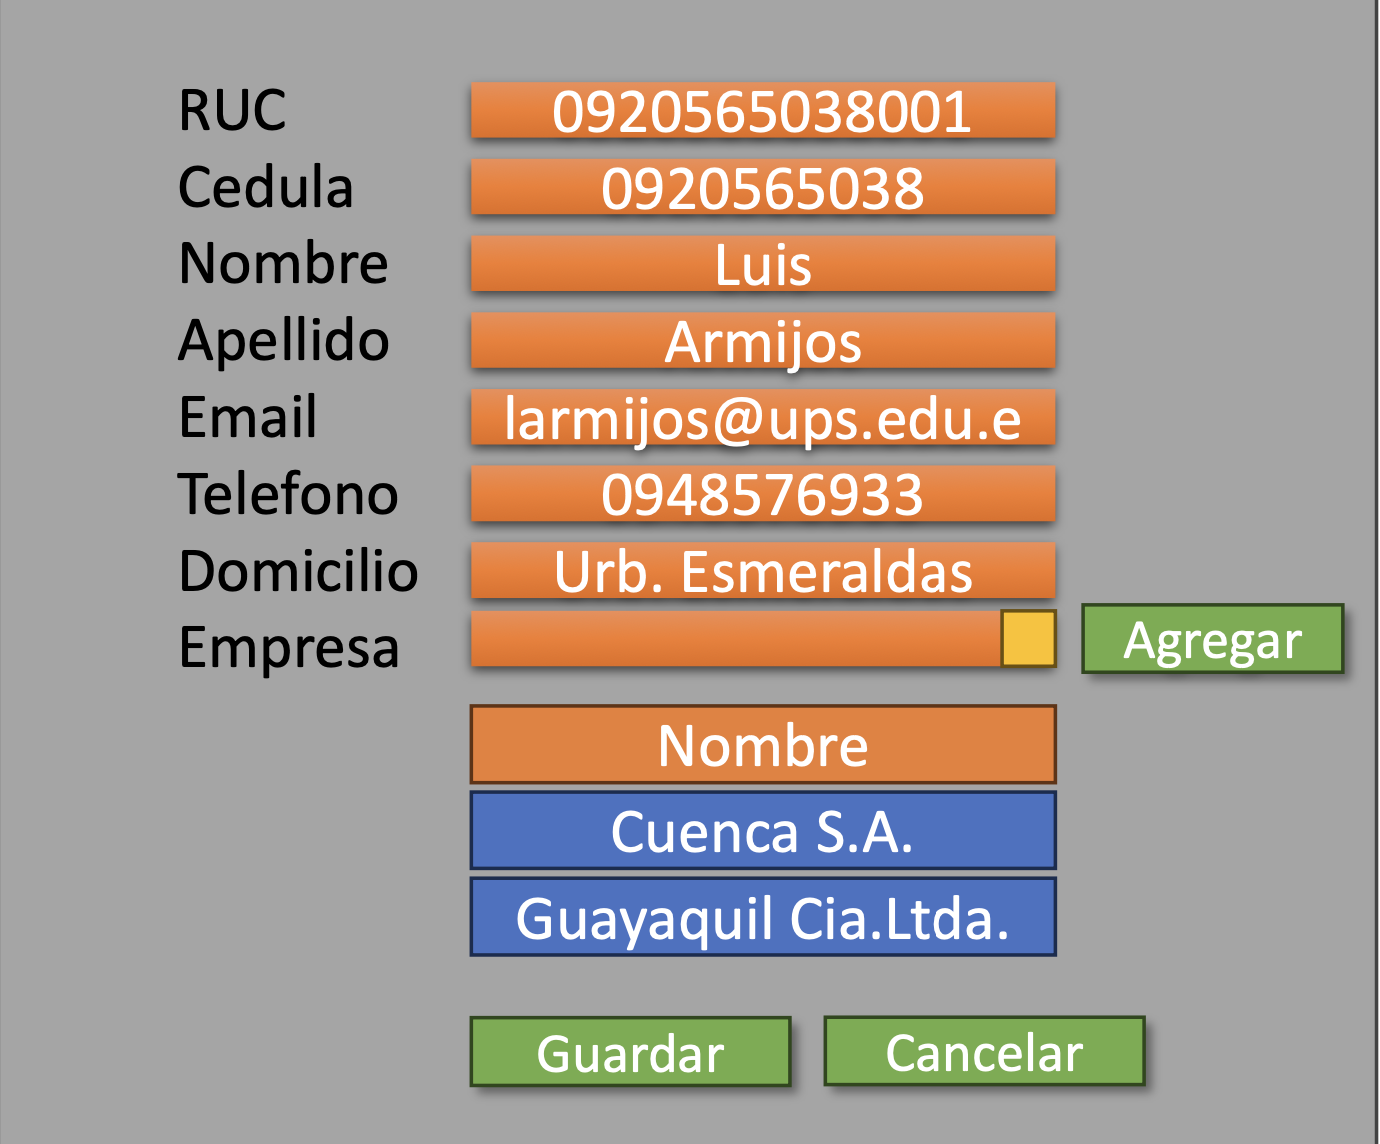 RUC 0920565038001
Cedula 0920565038
Nombre Luis
Apellido Armijos
Email larmijos@ups.edu.e
Telefono 0948576933
Domicilio Urb. Esmeraldas
Empresa Agregar
Nombre
Cuenca S.A.
Guayaquil Cia.Ltda.
Guardar Cancelar